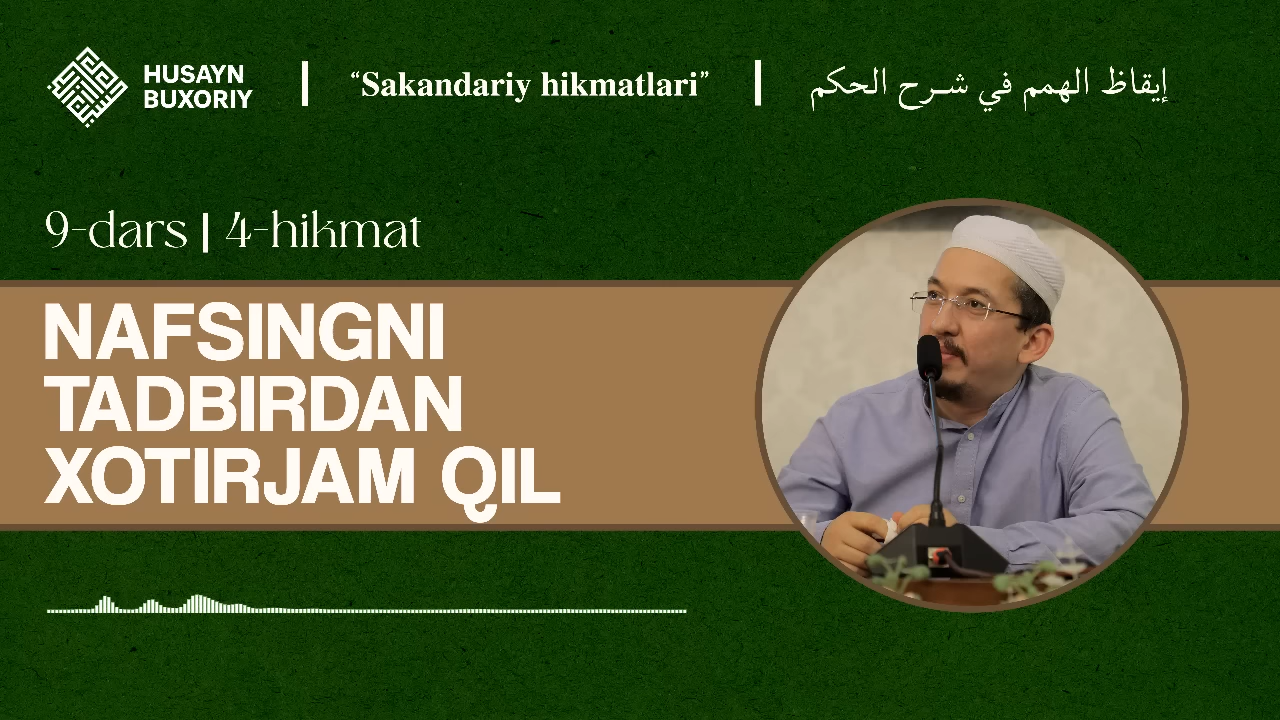 HUSAYN
BUXORIY
“Sakandariy hikmatlari”
إيقاظ الهمم في شرح الحكم
9-dars | 4-hikmat
NAFSINGNI
TADBIRDAN
XOTIRJAM QIL